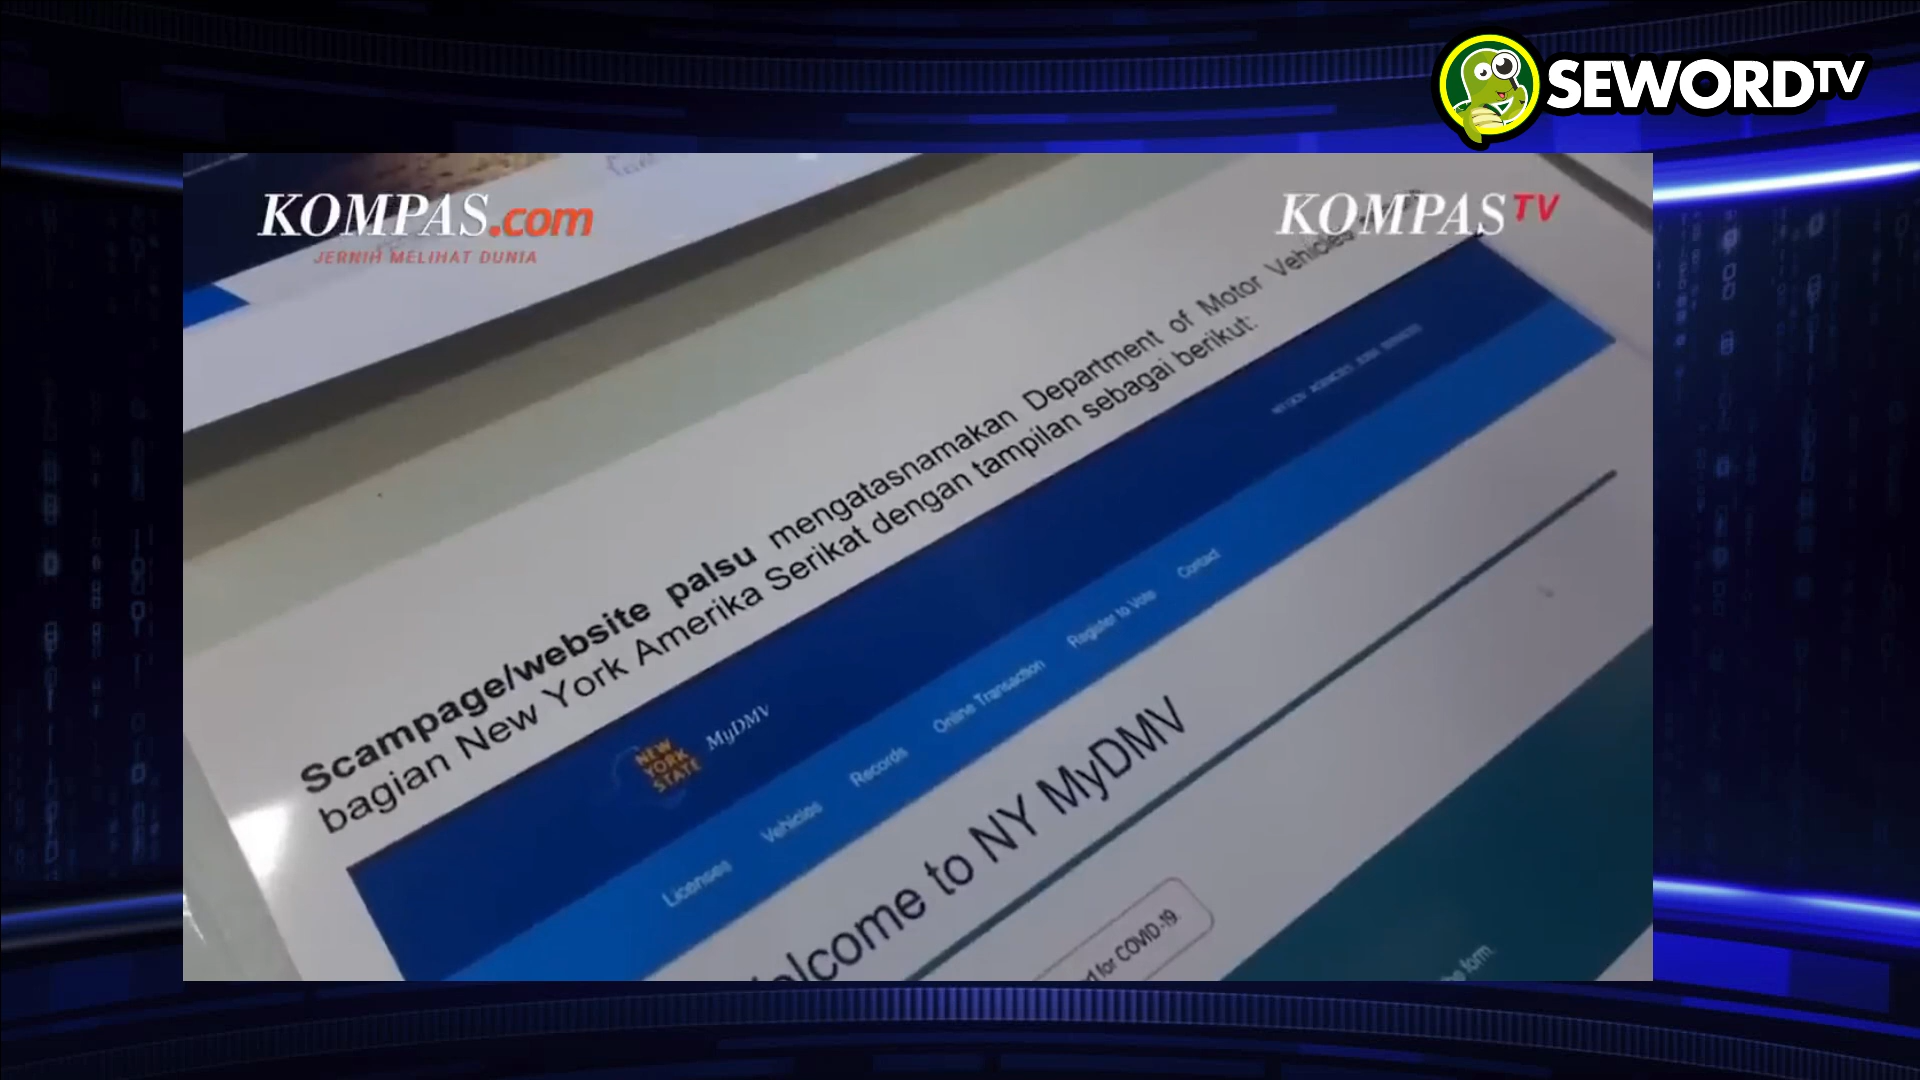 SEWORDTV
KOMPAS.com
JERNIH MELIHAT DUNIA
KOMPASTV
Scampage/website palsu mengatasnamakan Department of Motor Vehicles
bagian New York Amerika Serikat dengan tampilan sebagai berikut:
NEW
YORK
STATE
MyDMV
Licenses Vehicles Records Online Transaction Register to Vote Contact
Welcome to NY MyDMV
for COVID-19.
the form.